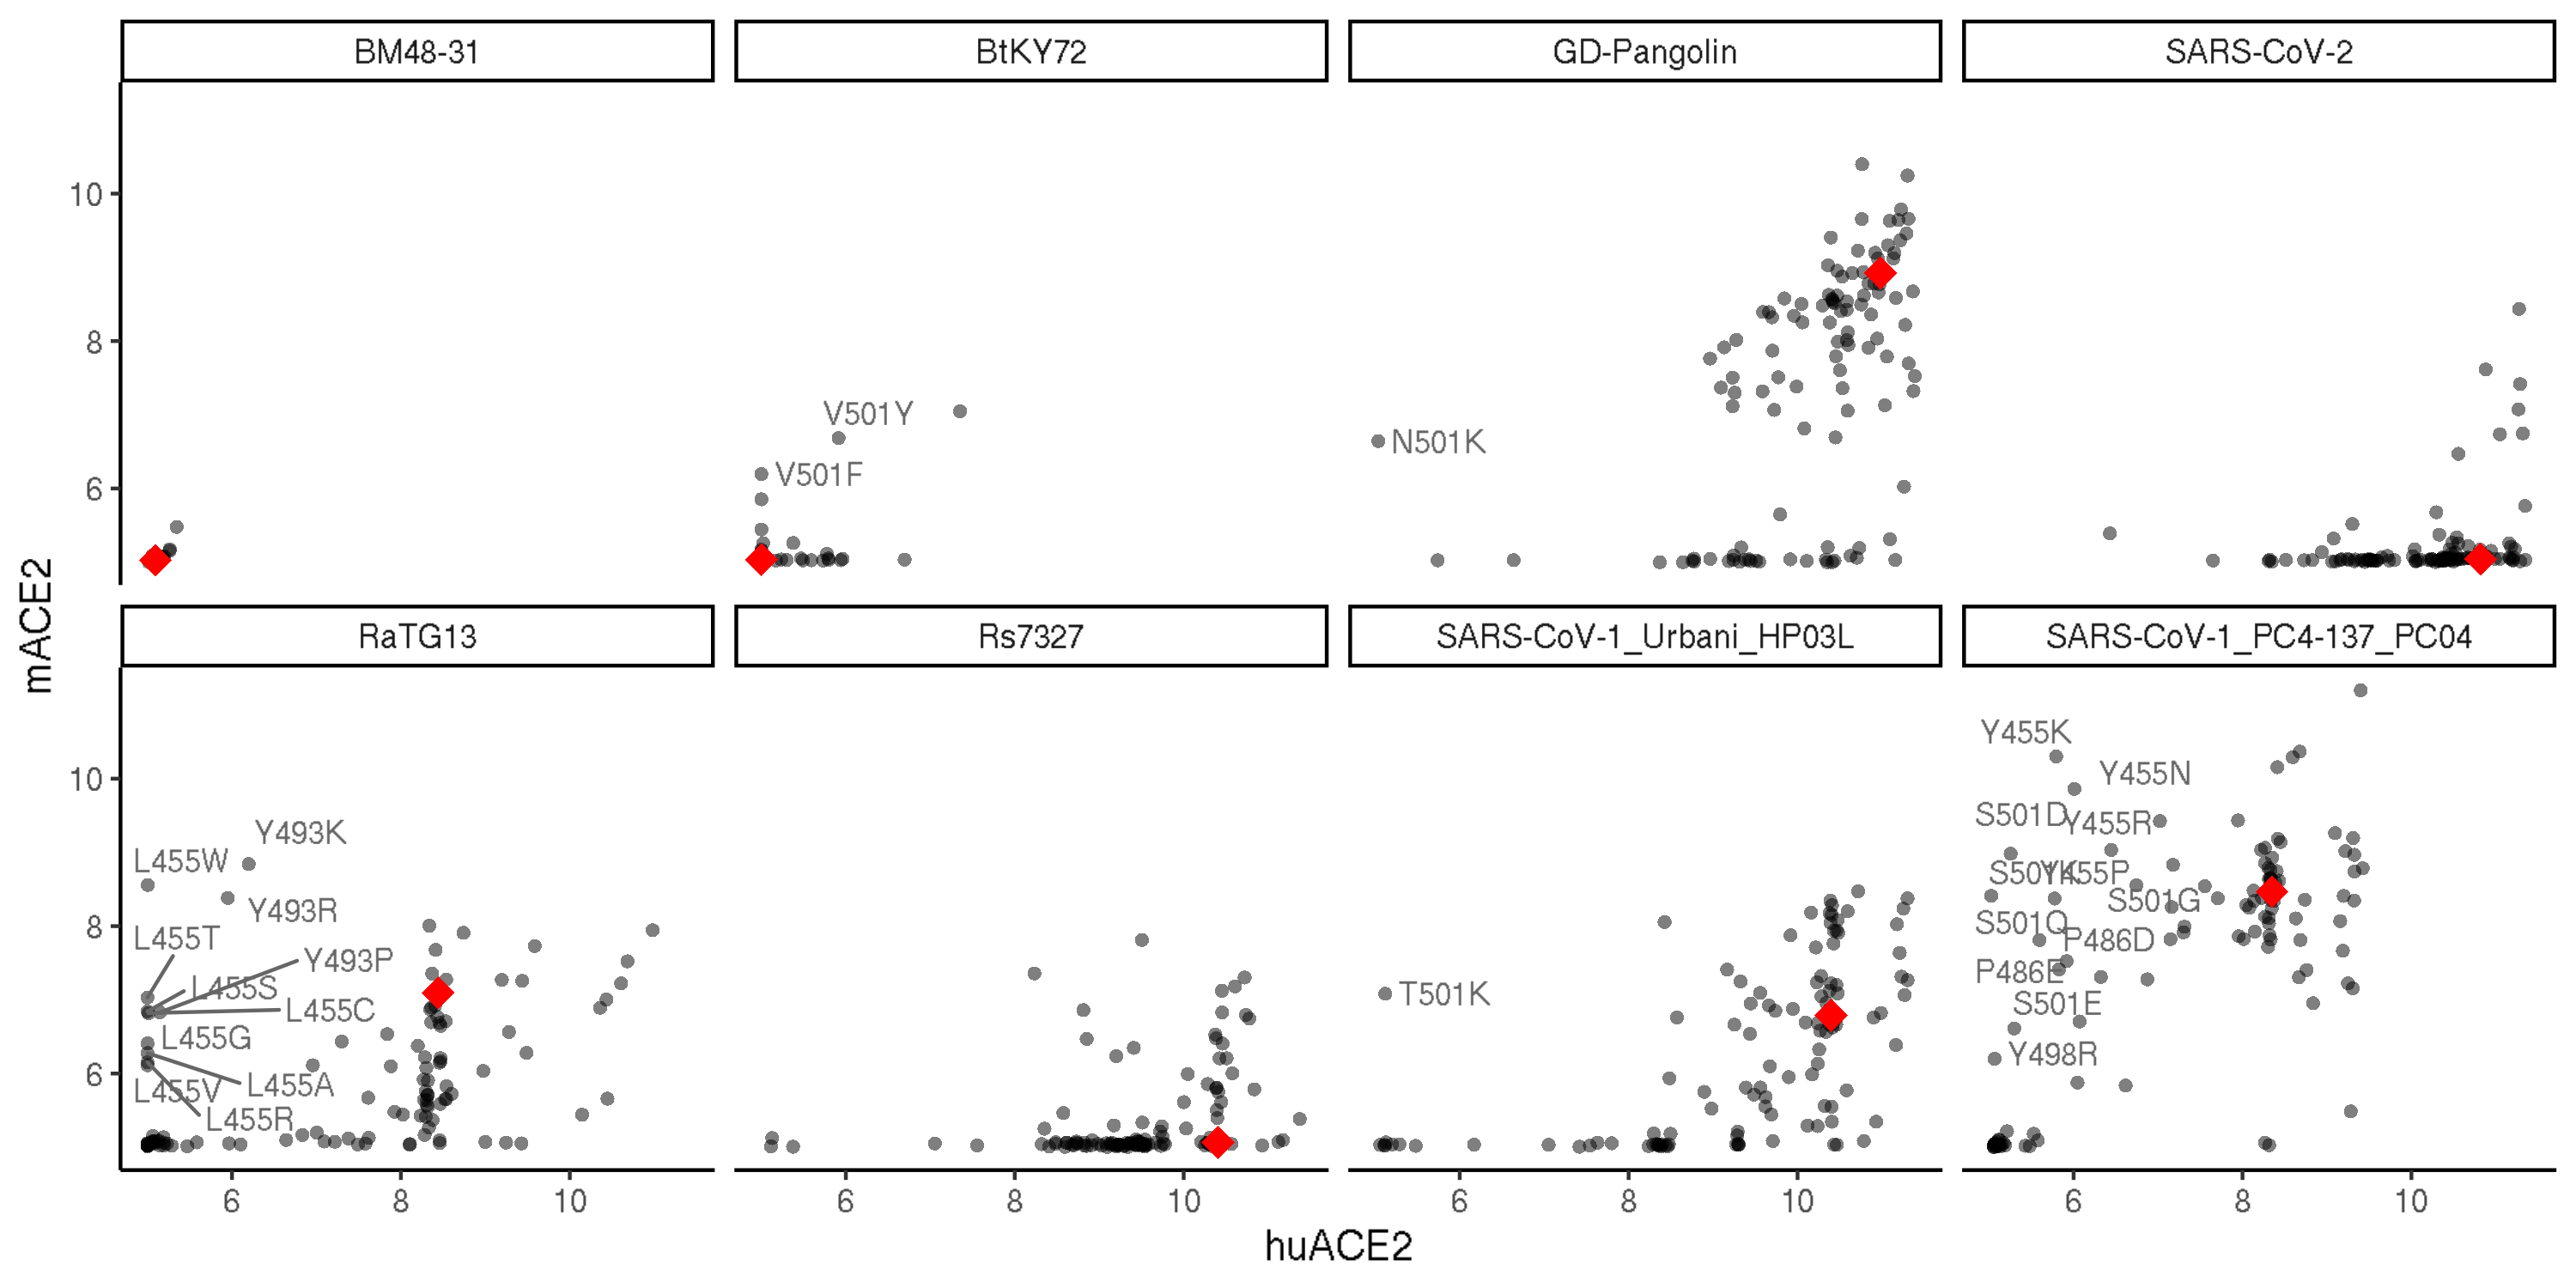 BM48-31
BtKY72
GD-Pangolin
SARS-CoV-2
mACE2
10
8
6
V501Y
V501F
N501K
RaTG13
Rs7327
SARS-CoV-1_Urbani_HP03L
SARS-CoV-1_PC4-137_PC04
10
8
6
Y493K
L455W
Y493R
L455T
Y493P
L455S
L455C
L455G
L455A
L455V
L455R
T501K
Y455K
Y455N
S501D
Y455R
S501K
Y455P
S501G
S501Q
P486D
P486E
S501E
Y498R
6 8 10
6 8 10
6 8 10
6 8 10
huACE2